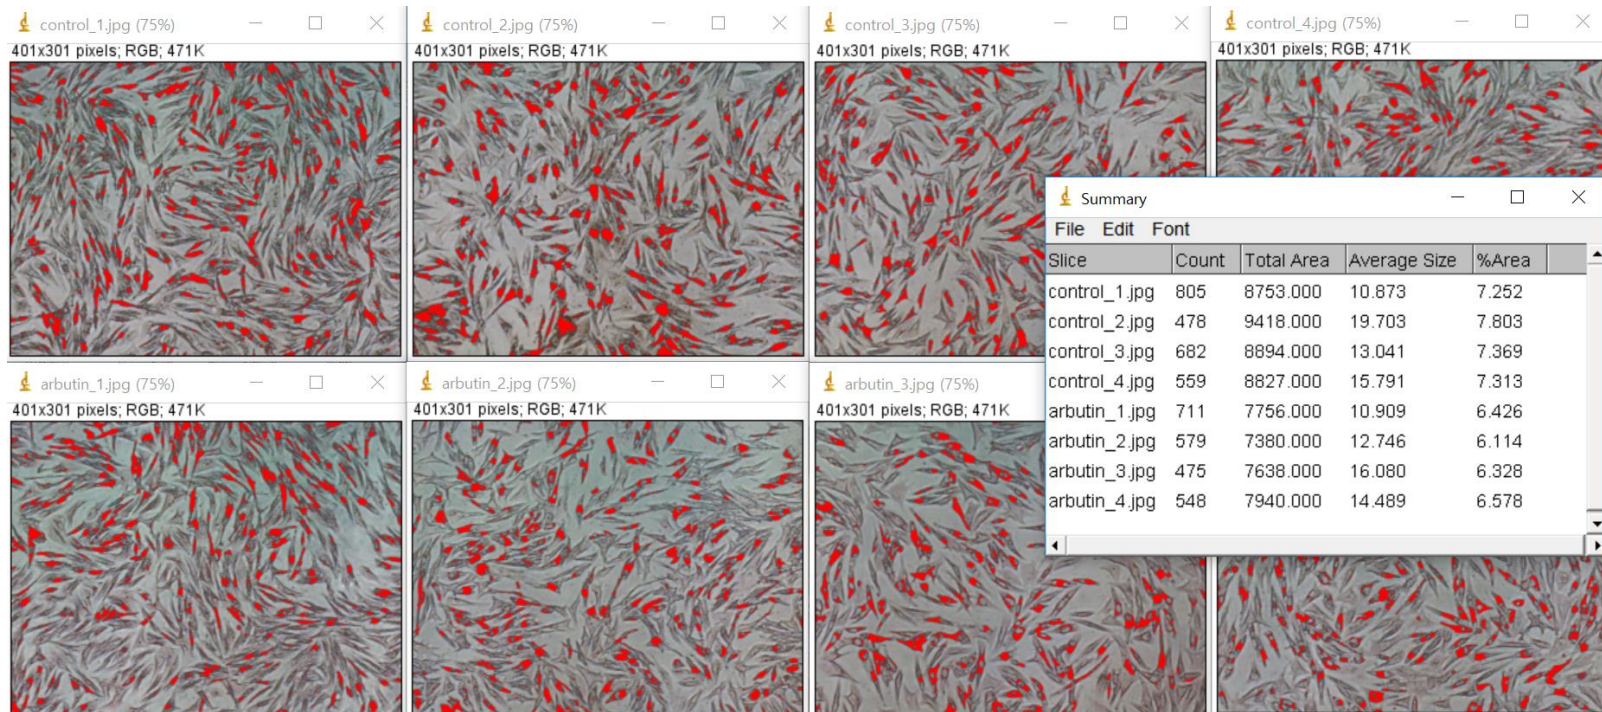 control_1.jpg (75%)
401x301 pixels; RGB; 471K
control_2.jpg (75%)
401x301 pixels; RGB; 471K
control_3.jpg (75%)
401x301 pixels; RGB; 471K
control_4.jpg (75%)
401x301 pixels; RGB; 471K
Summary
File Edit Font
Slice Count Total Area Average Size %Area
control_1.jpg 805 8753.000 10.873 7.252
control_2.jpg 478 9418.000 19.703 7.803
control_3.jpg 682 8894.000 13.041 7.369
control_4.jpg 559 8827.000 15.791 7.313
arbutin_1.jpg 711 7756.000 10.909 6.426
arbutin_2.jpg 579 7380.000 12.746 6.114
arbutin_3.jpg 475 7638.000 16.080 6.328
arbutin_4.jpg 548 7940.000 14.489 6.578
arbutin_1.jpg (75%)
401x301 pixels; RGB; 471K
arbutin_2.jpg (75%)
401x301 pixels; RGB; 471K
arbutin_3.jpg (75%)
401x301 pixels; RGB; 471K